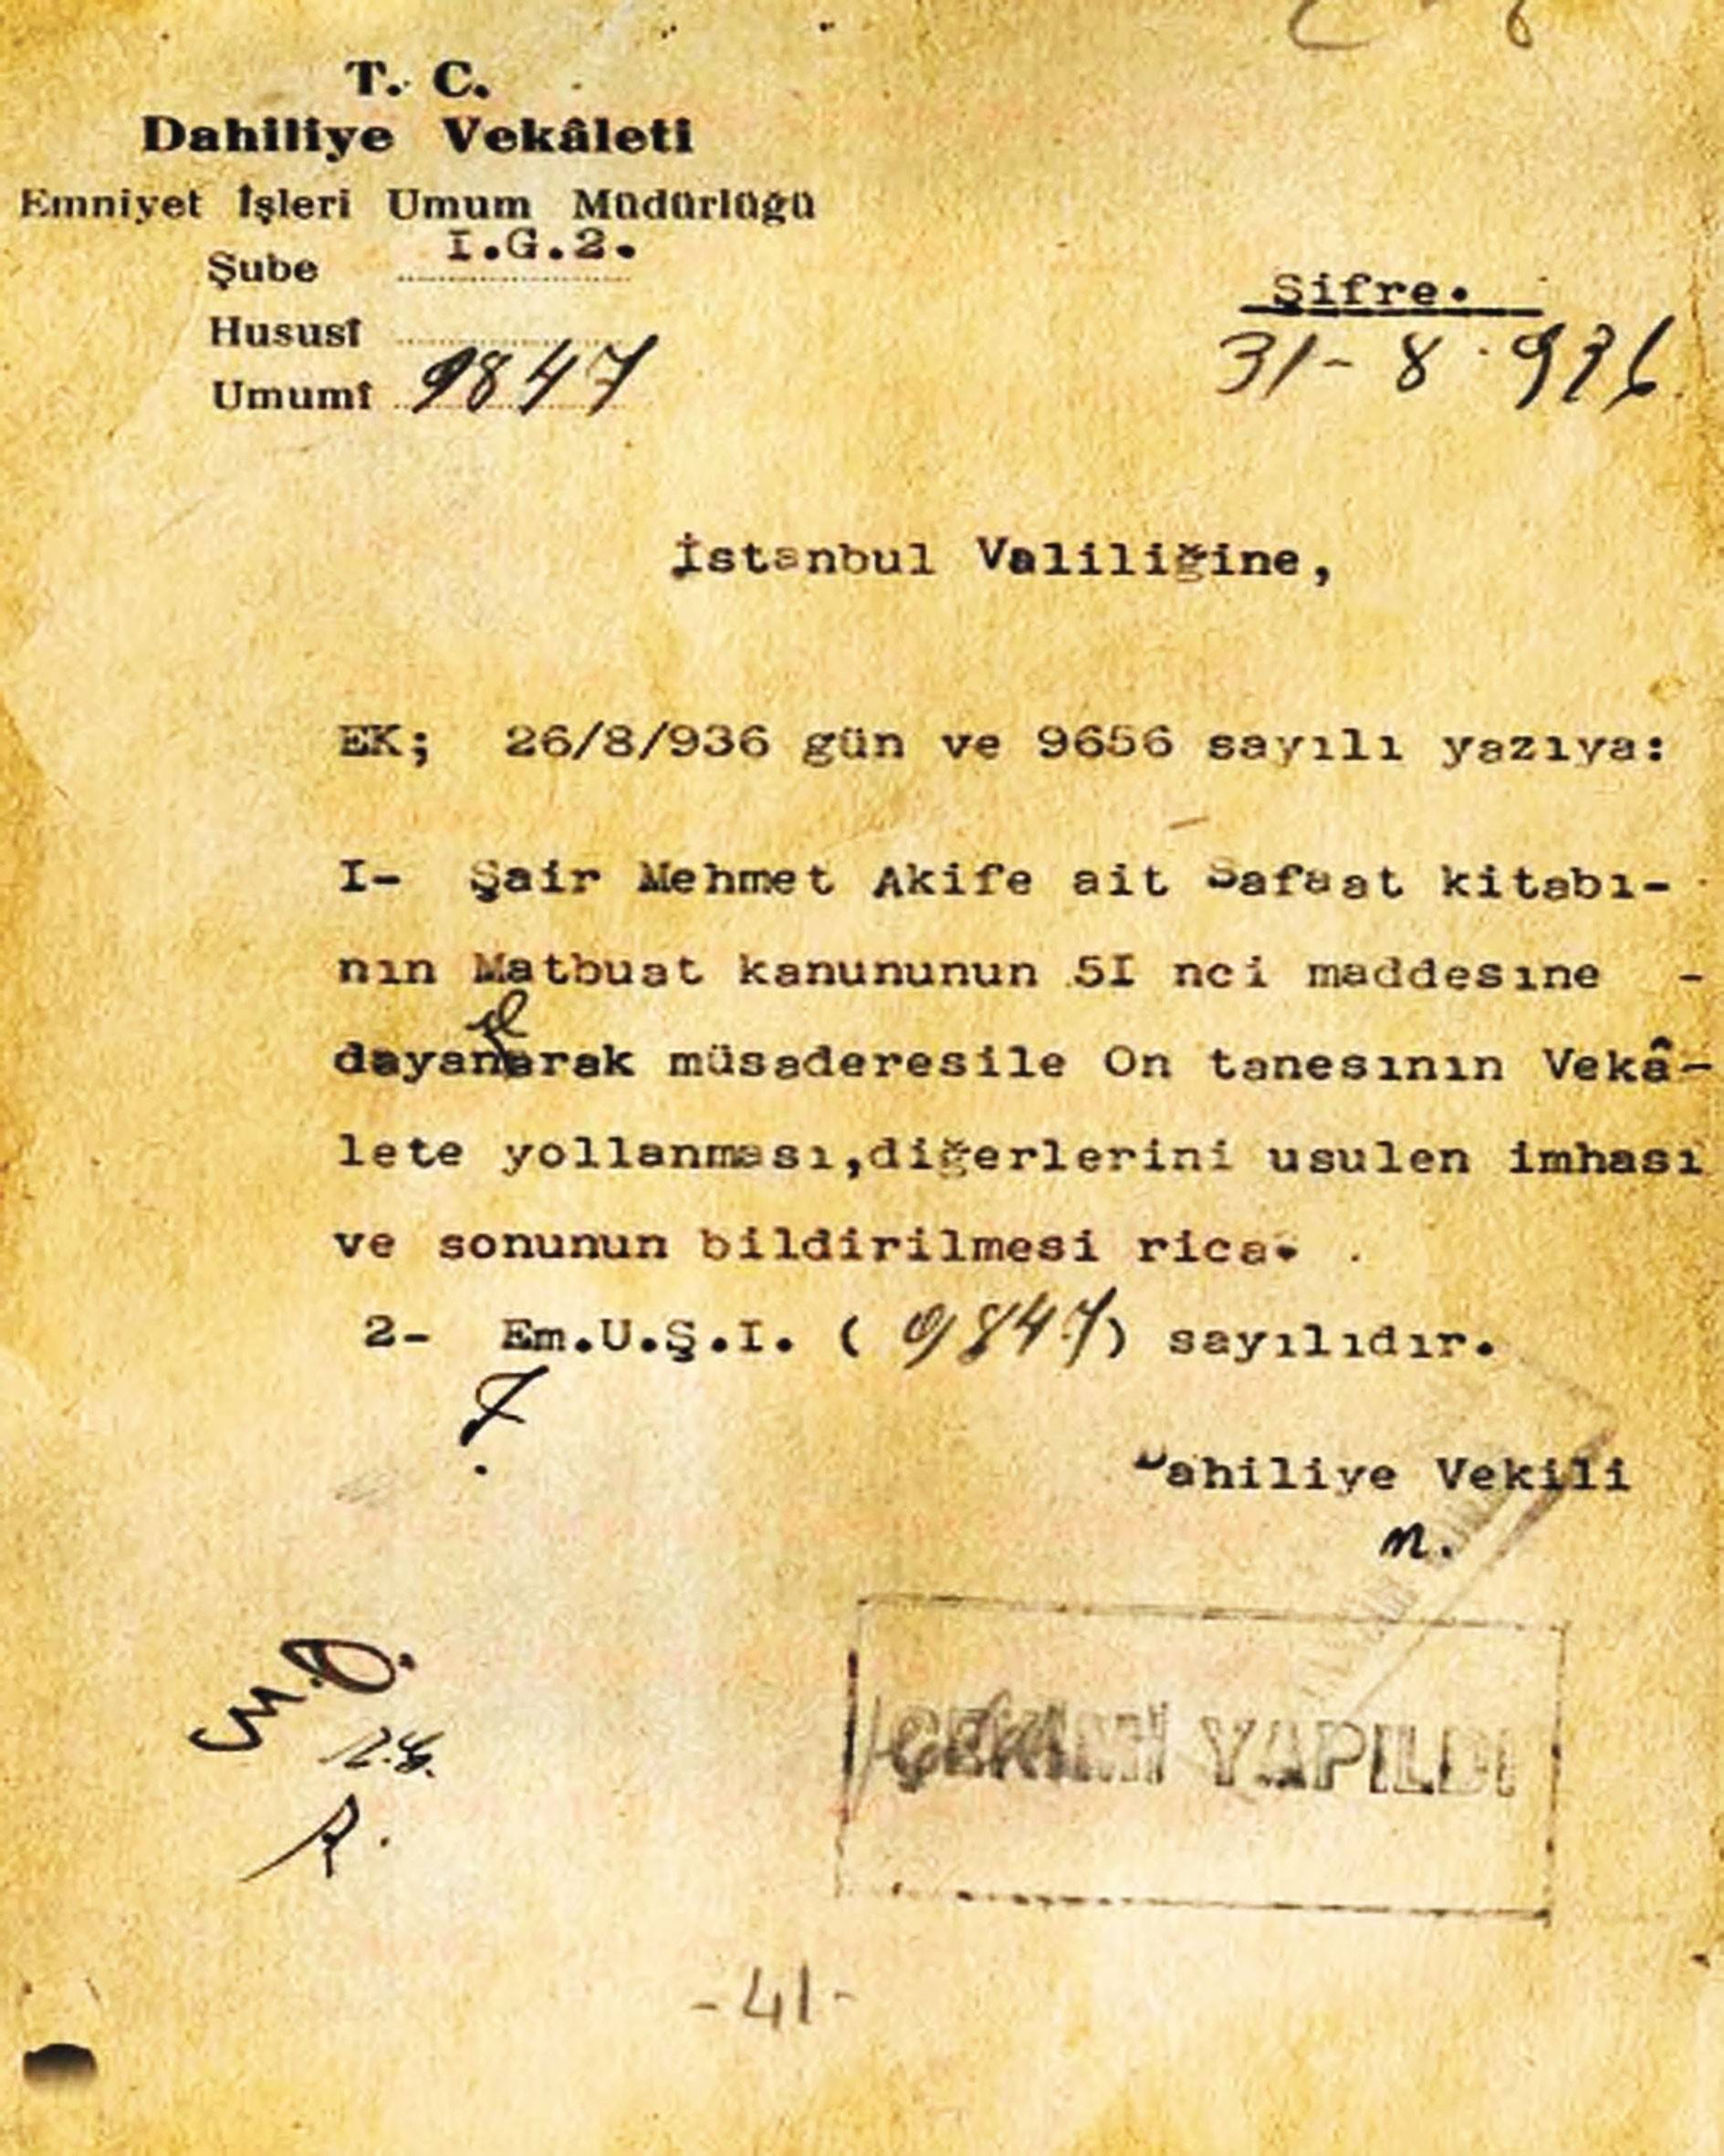 T. C.
Dahiliye Vekâleti
Emniyet İşleri Umum Müdürlüğü
Şube I.G.2.
Hususî
Umumî 9847
Şifre.
31-8-936
İstanbul Valiliğine,
EK; 26/8/936 gün ve 9656 sayılı yazıya:
I- Şair Mehmet Akife ait Safaat kitabı-
nın Matbuat kanununun 5I nci maddesıne -
dayanarak müsaderesile On tanesının Vekâ-
lete yollanması,diğerlerini usulen imhası
ve sonunun bildirilmesi rica.
2- Em.U.Ş.I. ( 9847) sayılıdır.
Dahiliye Vekili
n.
R.
ÇEKİMİ YAPILDI
-41-